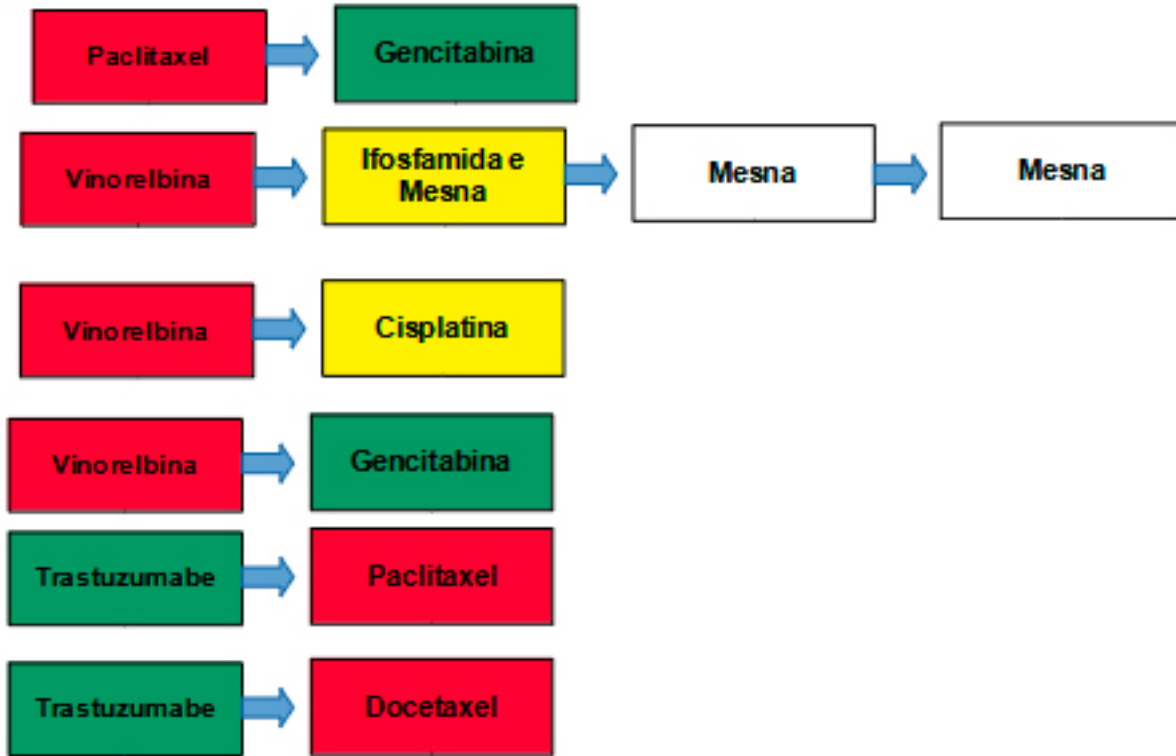 Paclitaxel
Gencitabina
Vinorelbina
Ifosfamida e
Mesna
Mesna
Mesna
Vinorelbina
Cisplatina
Vinorelbina
Gencitabina
Trastuzumabe
Paclitaxel
Trastuzumabe
Docetaxel